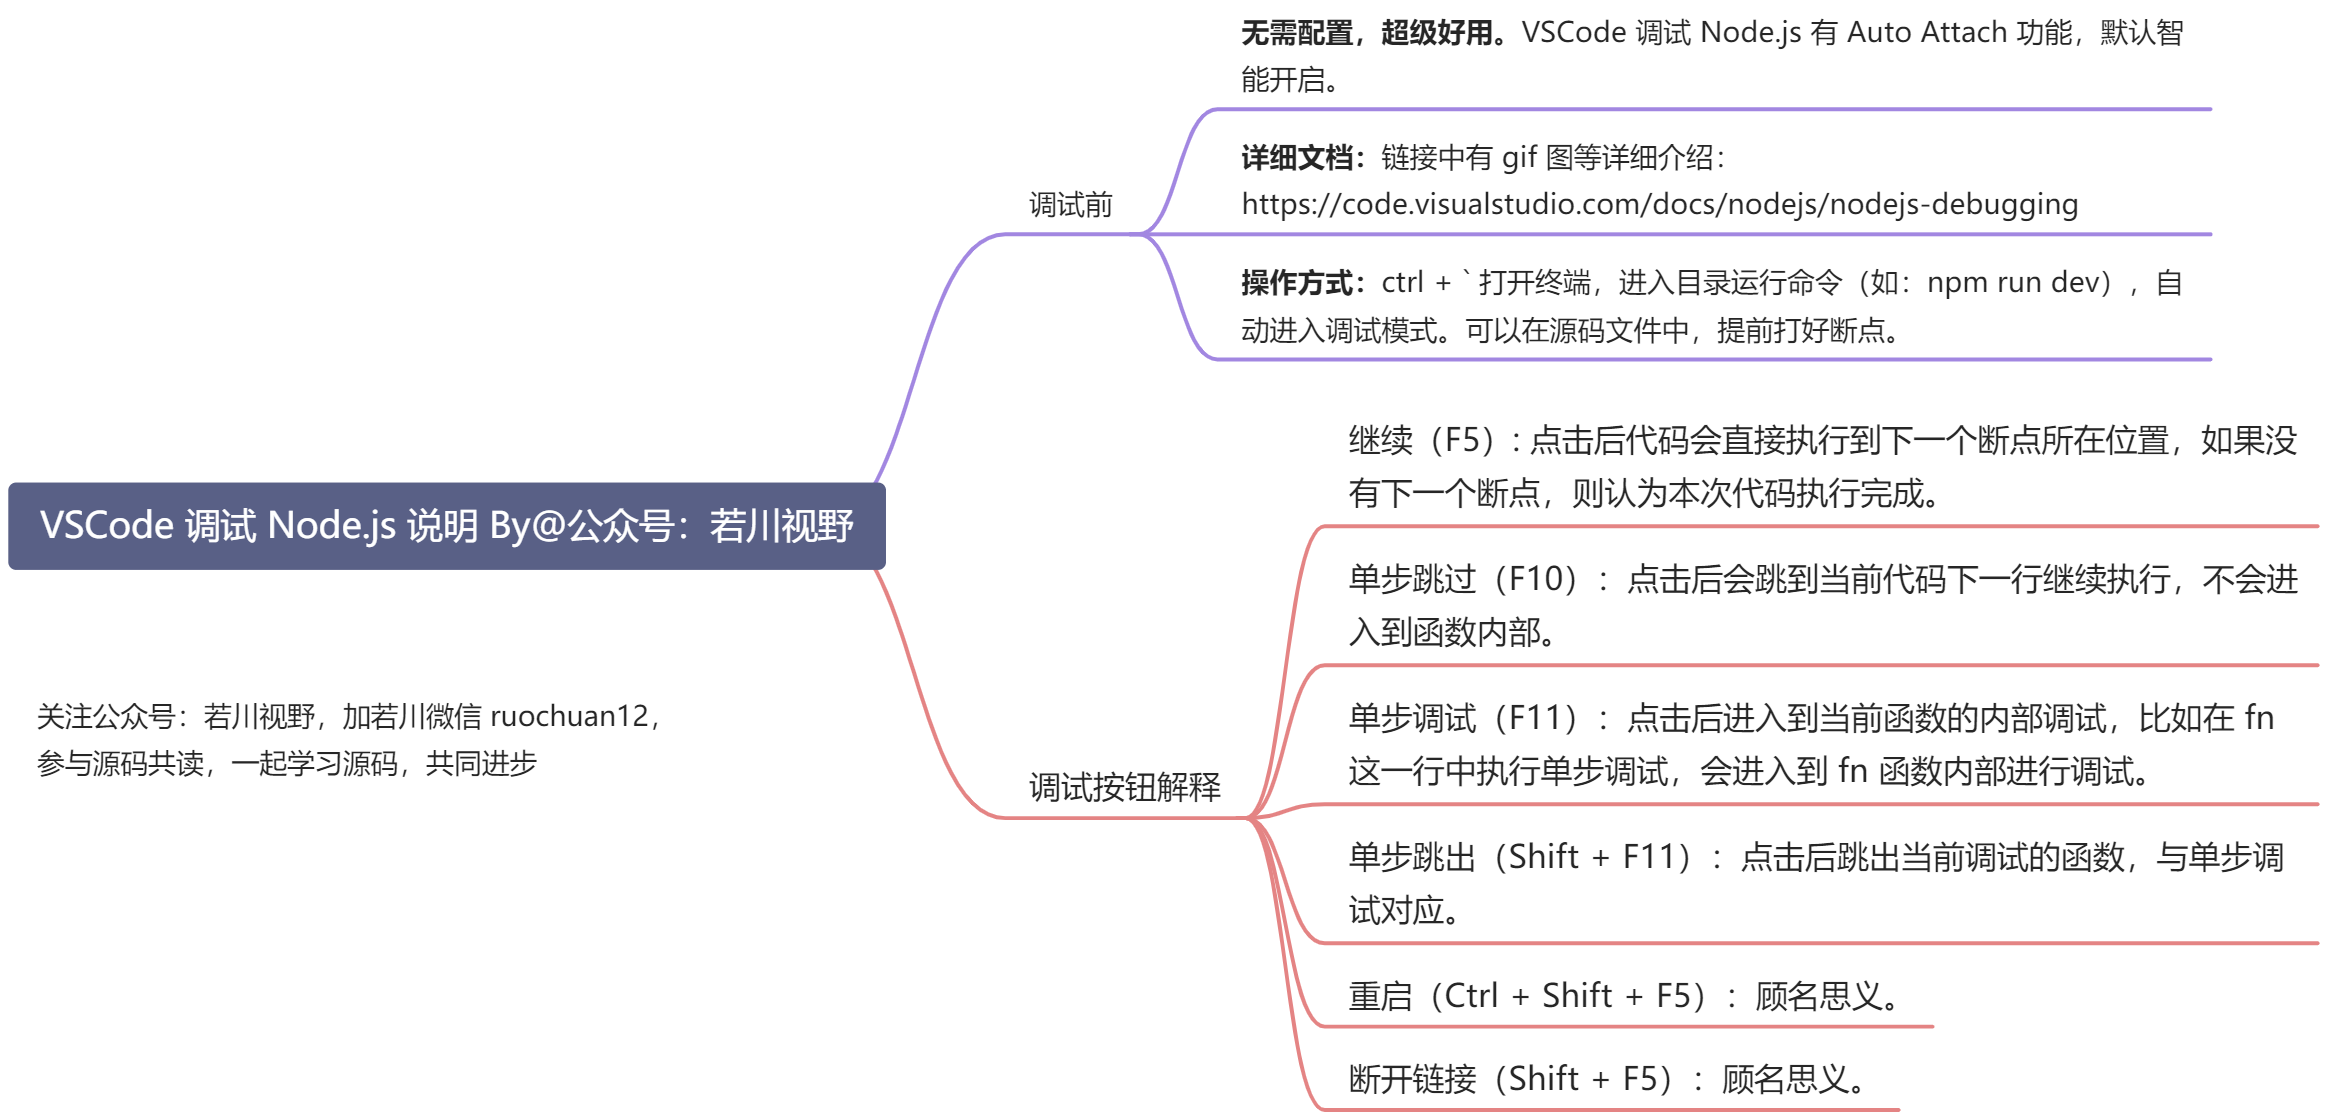 VSCode 调试 Node.js 说明 By@公众号：若川视野
关注公众号：若川视野，加若川微信 ruochuan12，
参与源码共读，一起学习源码，共同进步
调试前
无需配置，超级好用。VSCode 调试 Node.js 有 Auto Attach 功能，默认智
能开启。
详细文档：链接中有 gif 图等详细介绍：
https://code.visualstudio.com/docs/nodejs/nodejs-debugging
操作方式：ctrl + ` 打开终端，进入目录运行命令（如：npm run dev），自
动进入调试模式。可以在源码文件中，提前打好断点。
调试按钮解释
继续（F5）: 点击后代码会直接执行到下一个断点所在位置，如果没
有下一个断点，则认为本次代码执行完成。
单步跳过（F10）：点击后会跳到当前代码下一行继续执行，不会进
入到函数内部。
单步调试（F11）：点击后进入到当前函数的内部调试，比如在 fn
这一行中执行单步调试，会进入到 fn 函数内部进行调试。
单步跳出（Shift + F11）：点击后跳出当前调试的函数，与单步调
试对应。
重启（Ctrl + Shift + F5）：顾名思义。
断开链接（Shift + F5）：顾名思义。